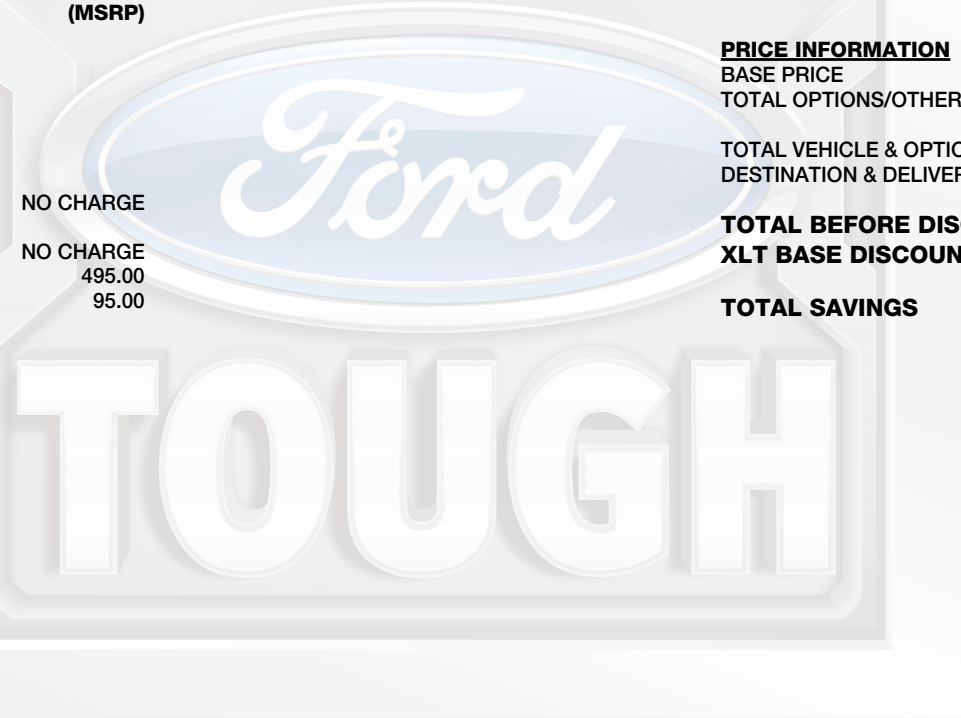 (MSRP)
NO CHARGE
NO CHARGE
495.00
95.00
PRICE INFORMATION
BASE PRICE
TOTAL OPTIONS/OTHER
TOTAL VEHICLE & OPTIO
DESTINATION & DELIVER
TOTAL BEFORE DIS
XLT BASE DISCOUN
TOTAL SAVINGS
Ford
TOUGH